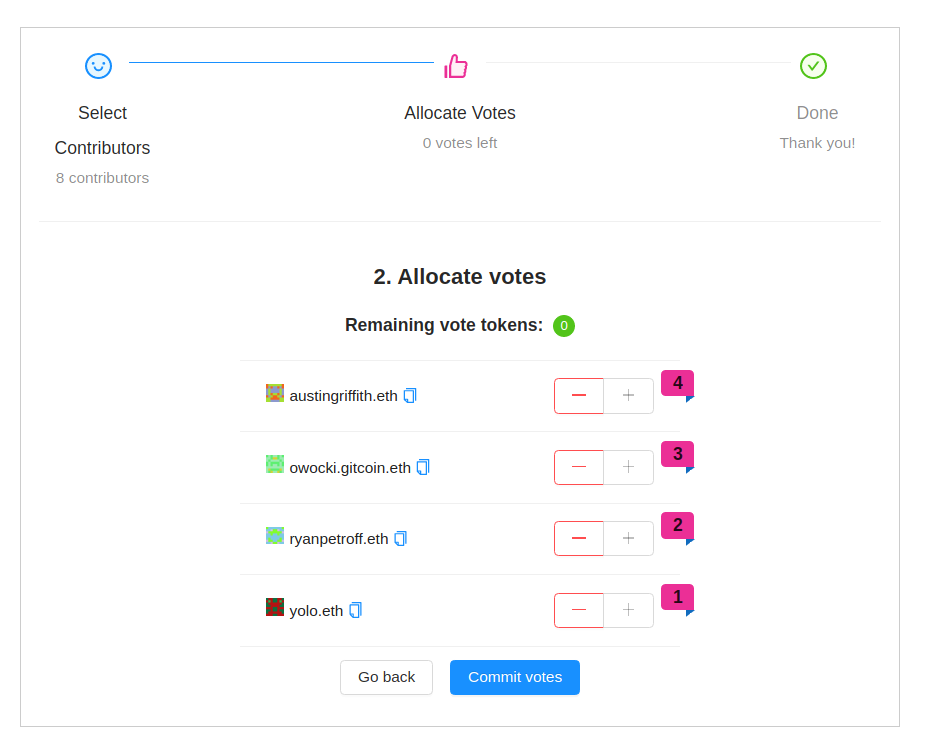 Select
Contributors
8 contributors
Allocate Votes
0 votes left
Done
Thank you!
2. Allocate votes
Remaining vote tokens: 0
austingriffith.eth − + 4
owocki.gitcoin.eth − + 3
ryanpetroff.eth − + 2
yolo.eth − + 1
Go back Commit votes